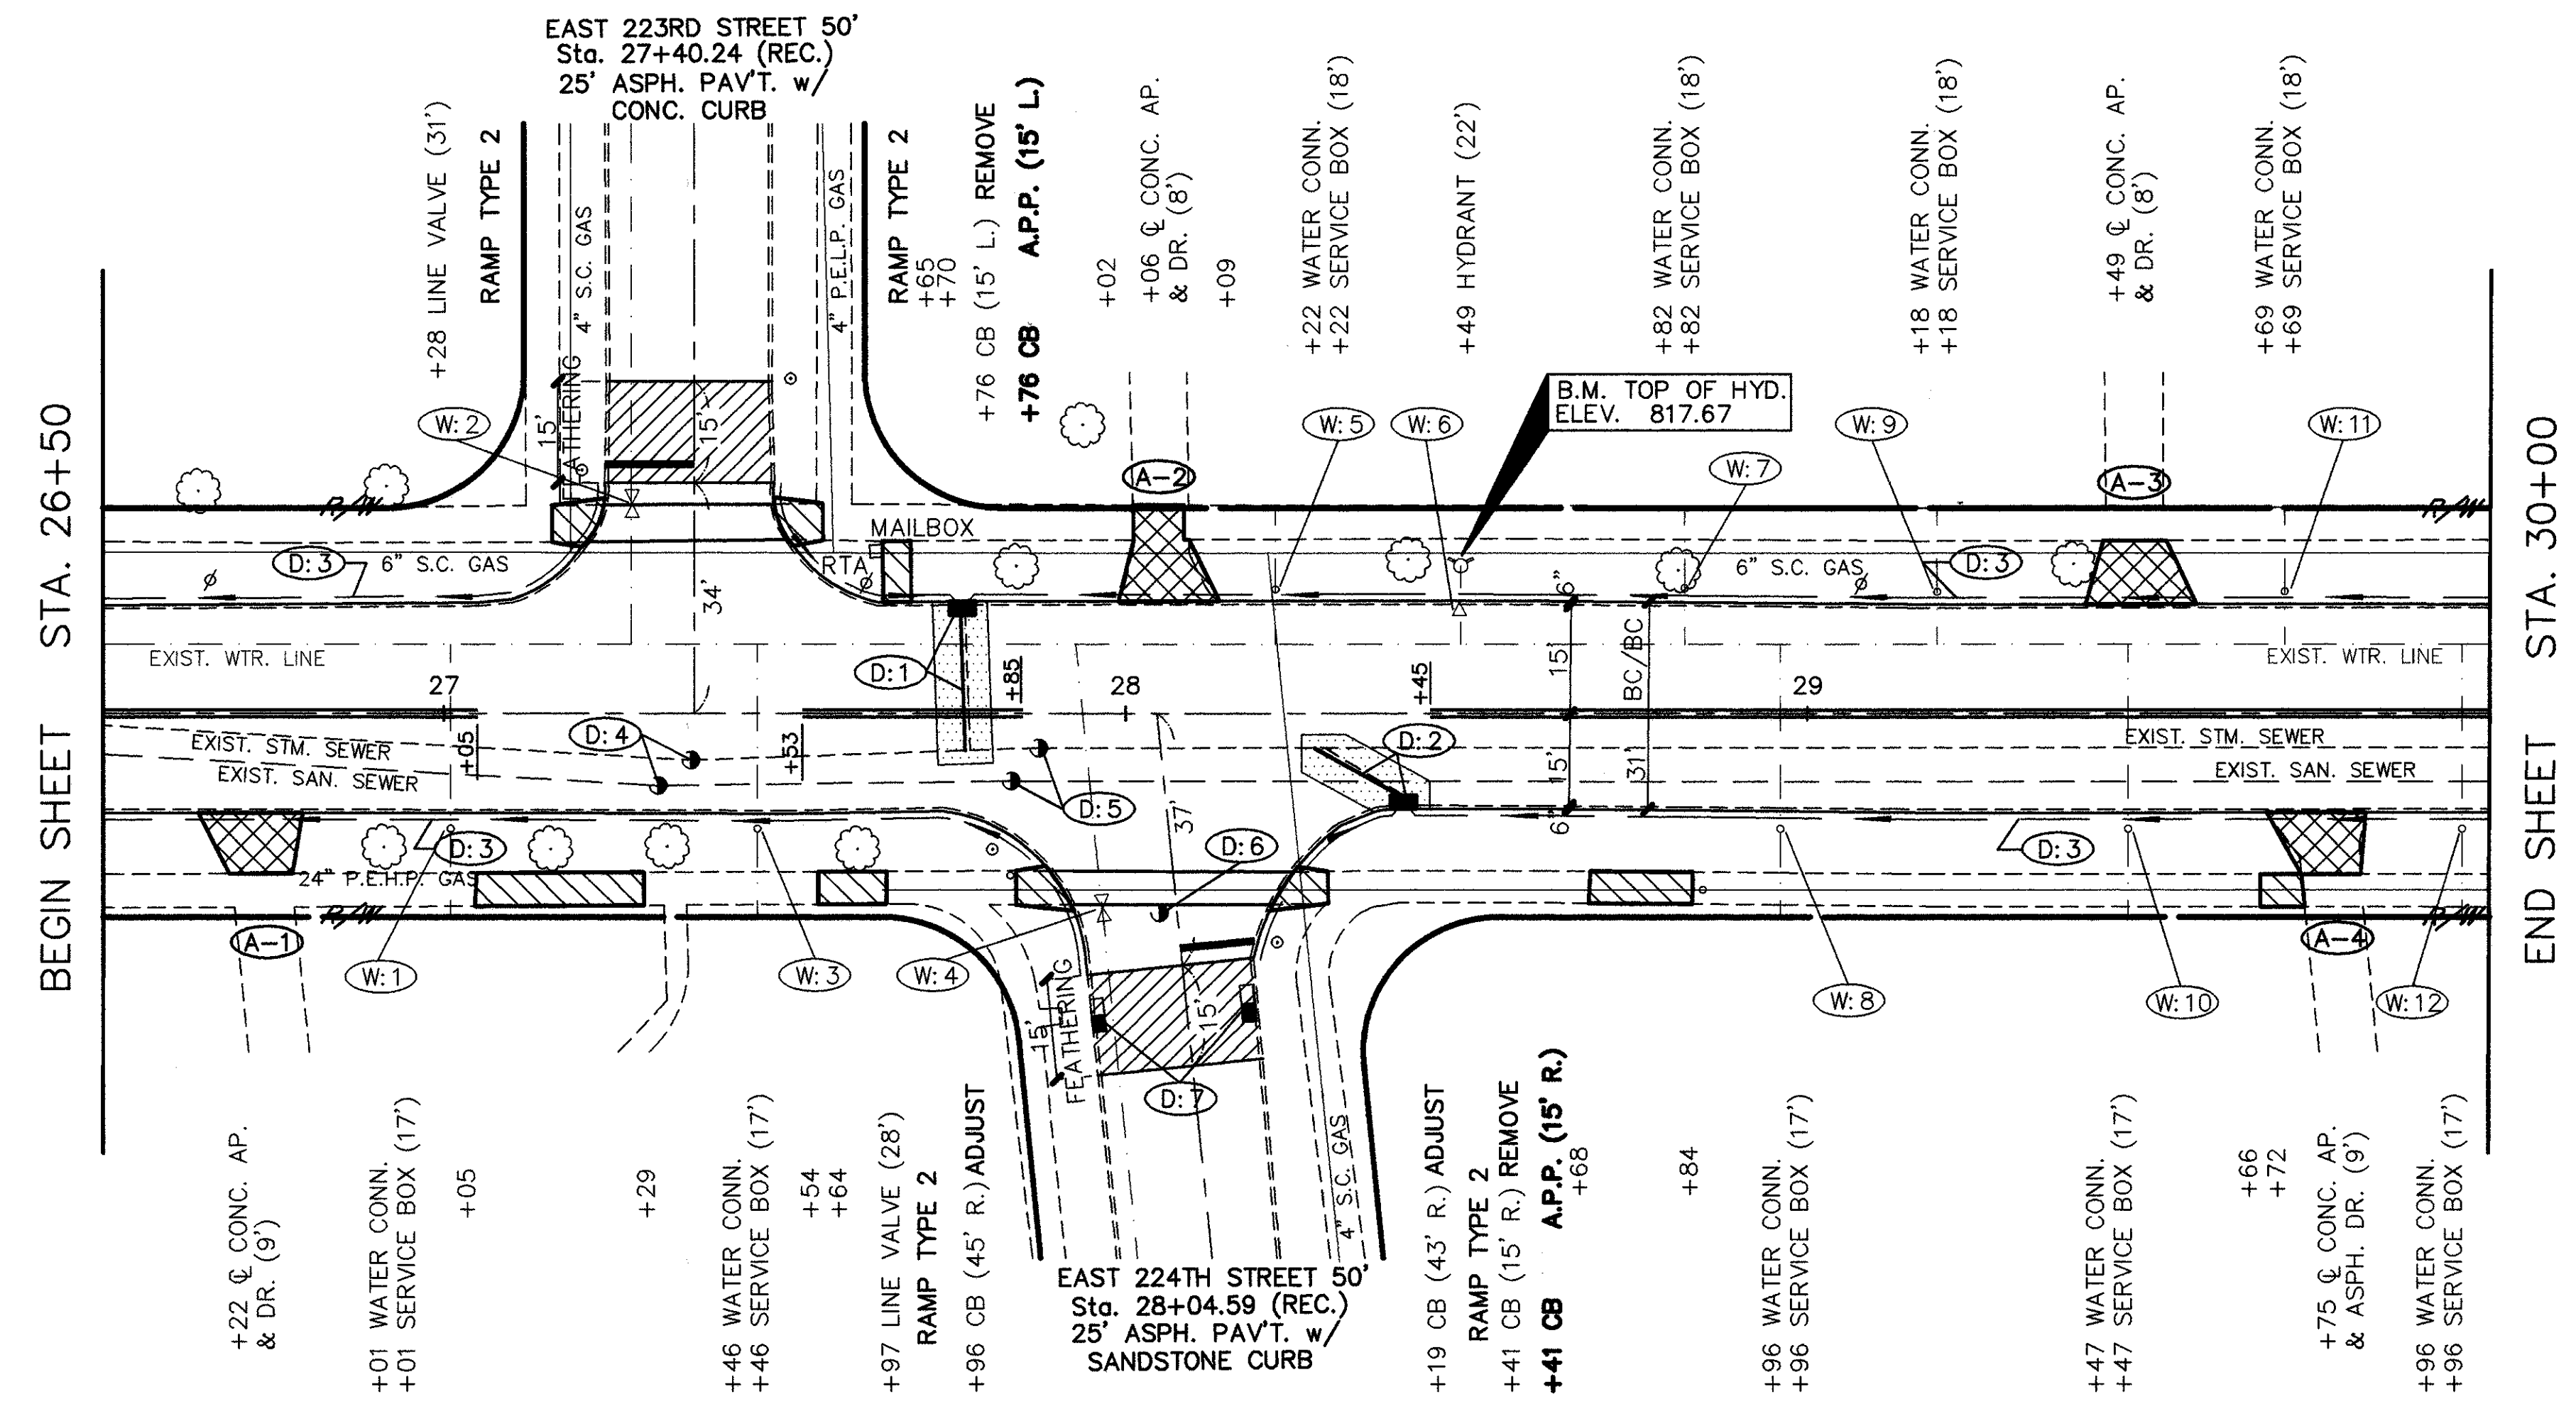 EAST 223RD STREET 50'
Sta. 27+40.24 (REC.)
25' ASPH. PAV'T. w/
CONC. CURB
+28 LINE VALVE (31')
RAMP TYPE 2
4" S.C. GAS
4" P.E.L.P. GAS
RAMP TYPE 2
+65
+70
+76 CB (15' L.) REMOVE
+76 CB A.P.P. (15' L.)
+02
+06 ℄ CONC. AP.
& DR. (8')
+09
+22 WATER CONN.
+22 SERVICE BOX (18')
+49 HYDRANT (22')
+82 WATER CONN.
+82 SERVICE BOX (18')
+18 WATER CONN.
+18 SERVICE BOX (18')
+49 ℄ CONC. AP.
& DR. (8')
+69 WATER CONN.
+69 SERVICE BOX (18')
BEGIN SHEET STA. 26+50
END SHEET STA. 30+00
B.M. TOP OF HYD.
ELEV. 817.67
W:2
15'
FEATHERING
15'
W:5
W:6
W:7
W:9
W:11
A-2
A-3
R/W
R/W
MAILBOX
RTA
D:3
6" S.C. GAS
6" S.C. GAS
D:3
34'
6"
EXIST. WTR. LINE
D:1
15'
BC/BC
EXIST. WTR. LINE
27
+85
28
+45
29
EXIST. STM. SEWER
EXIST. SAN. SEWER
+05
D:4
+53
D:2
15'
31'
EXIST. STM. SEWER
EXIST. SAN. SEWER
D:5
37'
6"
D:3
D:6
D:3
24" P.E.H.P. GAS
R/W
R/W
A-1
W:1
W:3
W:4
W:8
W:10
A-4
W:12
15'
FEATHERING
15'
D:7
4" S.C. GAS
+22 ℄ CONC. AP.
& DR. (9')
+01 WATER CONN.
+01 SERVICE BOX (17')
+05
+29
+46 WATER CONN.
+46 SERVICE BOX (17')
+54
+64
+97 LINE VALVE (28')
RAMP TYPE 2
+96 CB (45' R.) ADJUST
EAST 224TH STREET 50'
Sta. 28+04.59 (REC.)
25' ASPH. PAV'T. w/
SANDSTONE CURB
+19 CB (43' R.) ADJUST
RAMP TYPE 2
+41 CB (15' R.) REMOVE
+41 CB A.P.P. (15' R.)
+68
+84
+96 WATER CONN.
+96 SERVICE BOX (17')
+47 WATER CONN.
+47 SERVICE BOX (17')
+66
+72
+75 ℄ CONC. AP.
& ASPH. DR. (9')
+96 WATER CONN.
+96 SERVICE BOX (17')